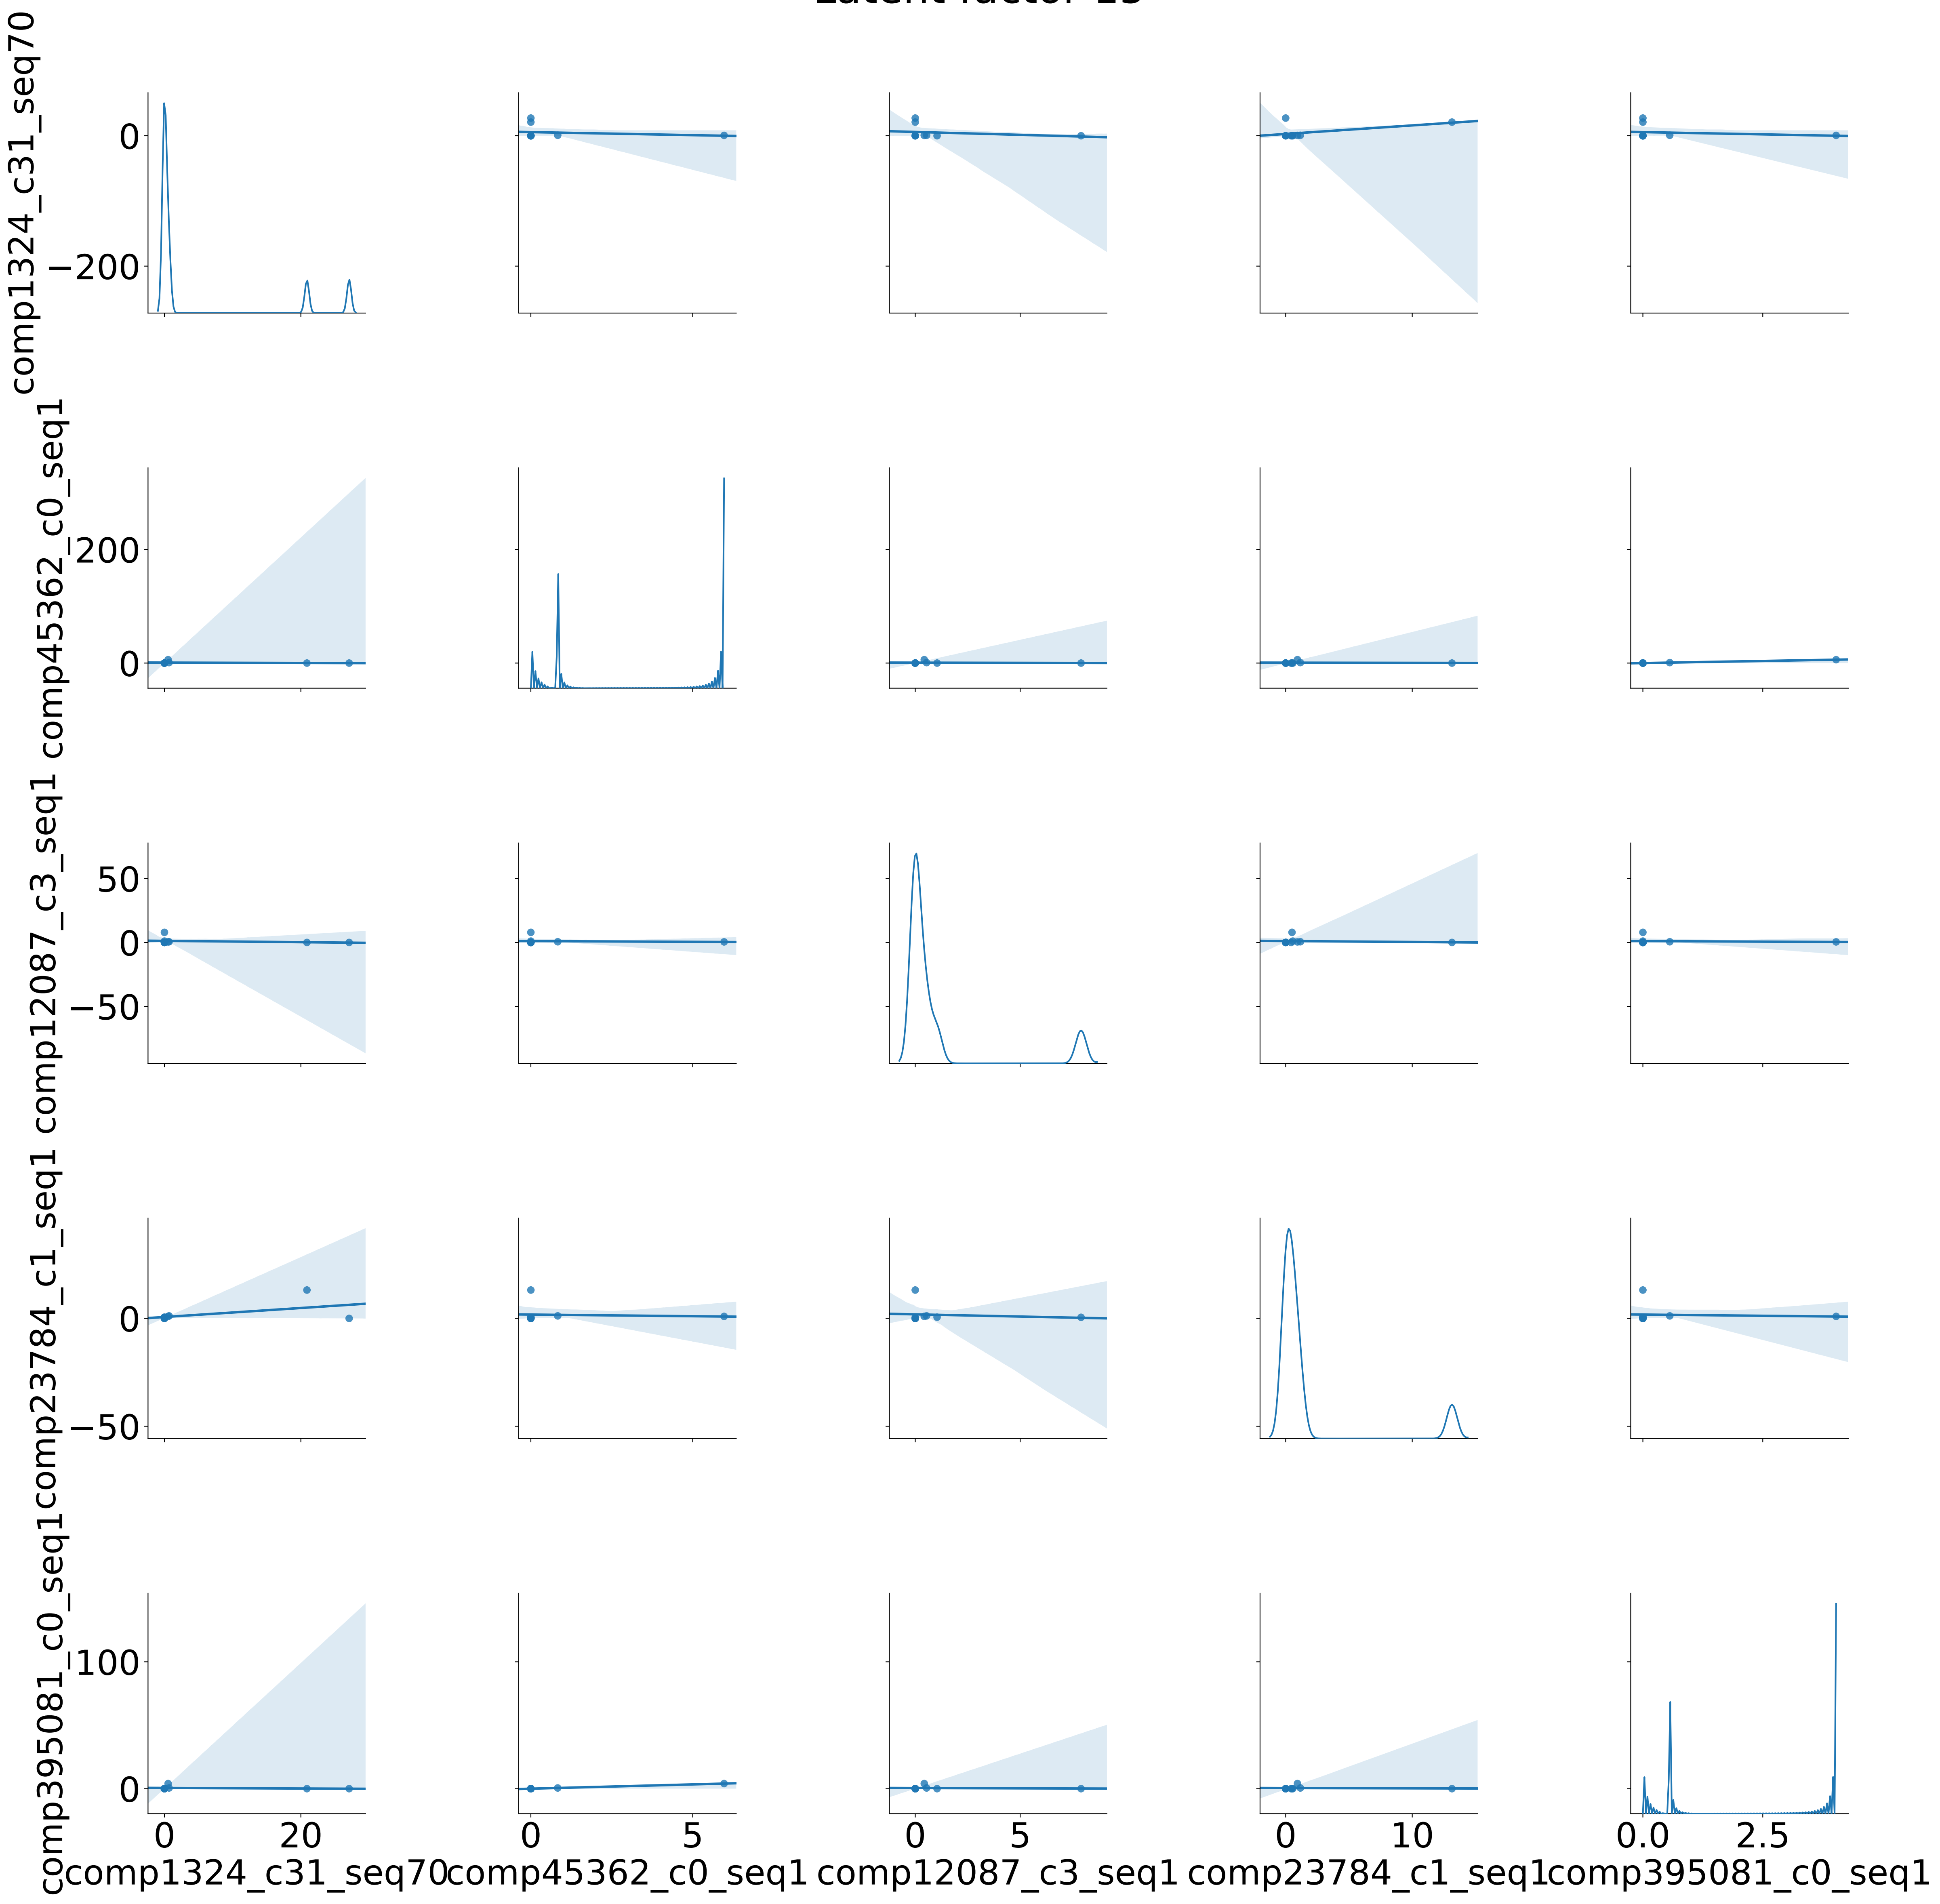 comp1324_c31_seq70
0
−200
comp45362_c0_seq1
200
0
comp12087_c3_seq1
50
0
−50
comp23784_c1_seq1
0
−50
comp395081_c0_seq1
100
0
0 20
0 5
0 5
0 10
0.0 2.5
comp1324_c31_seq70
comp45362_c0_seq1
comp12087_c3_seq1
comp23784_c1_seq1
comp395081_c0_seq1